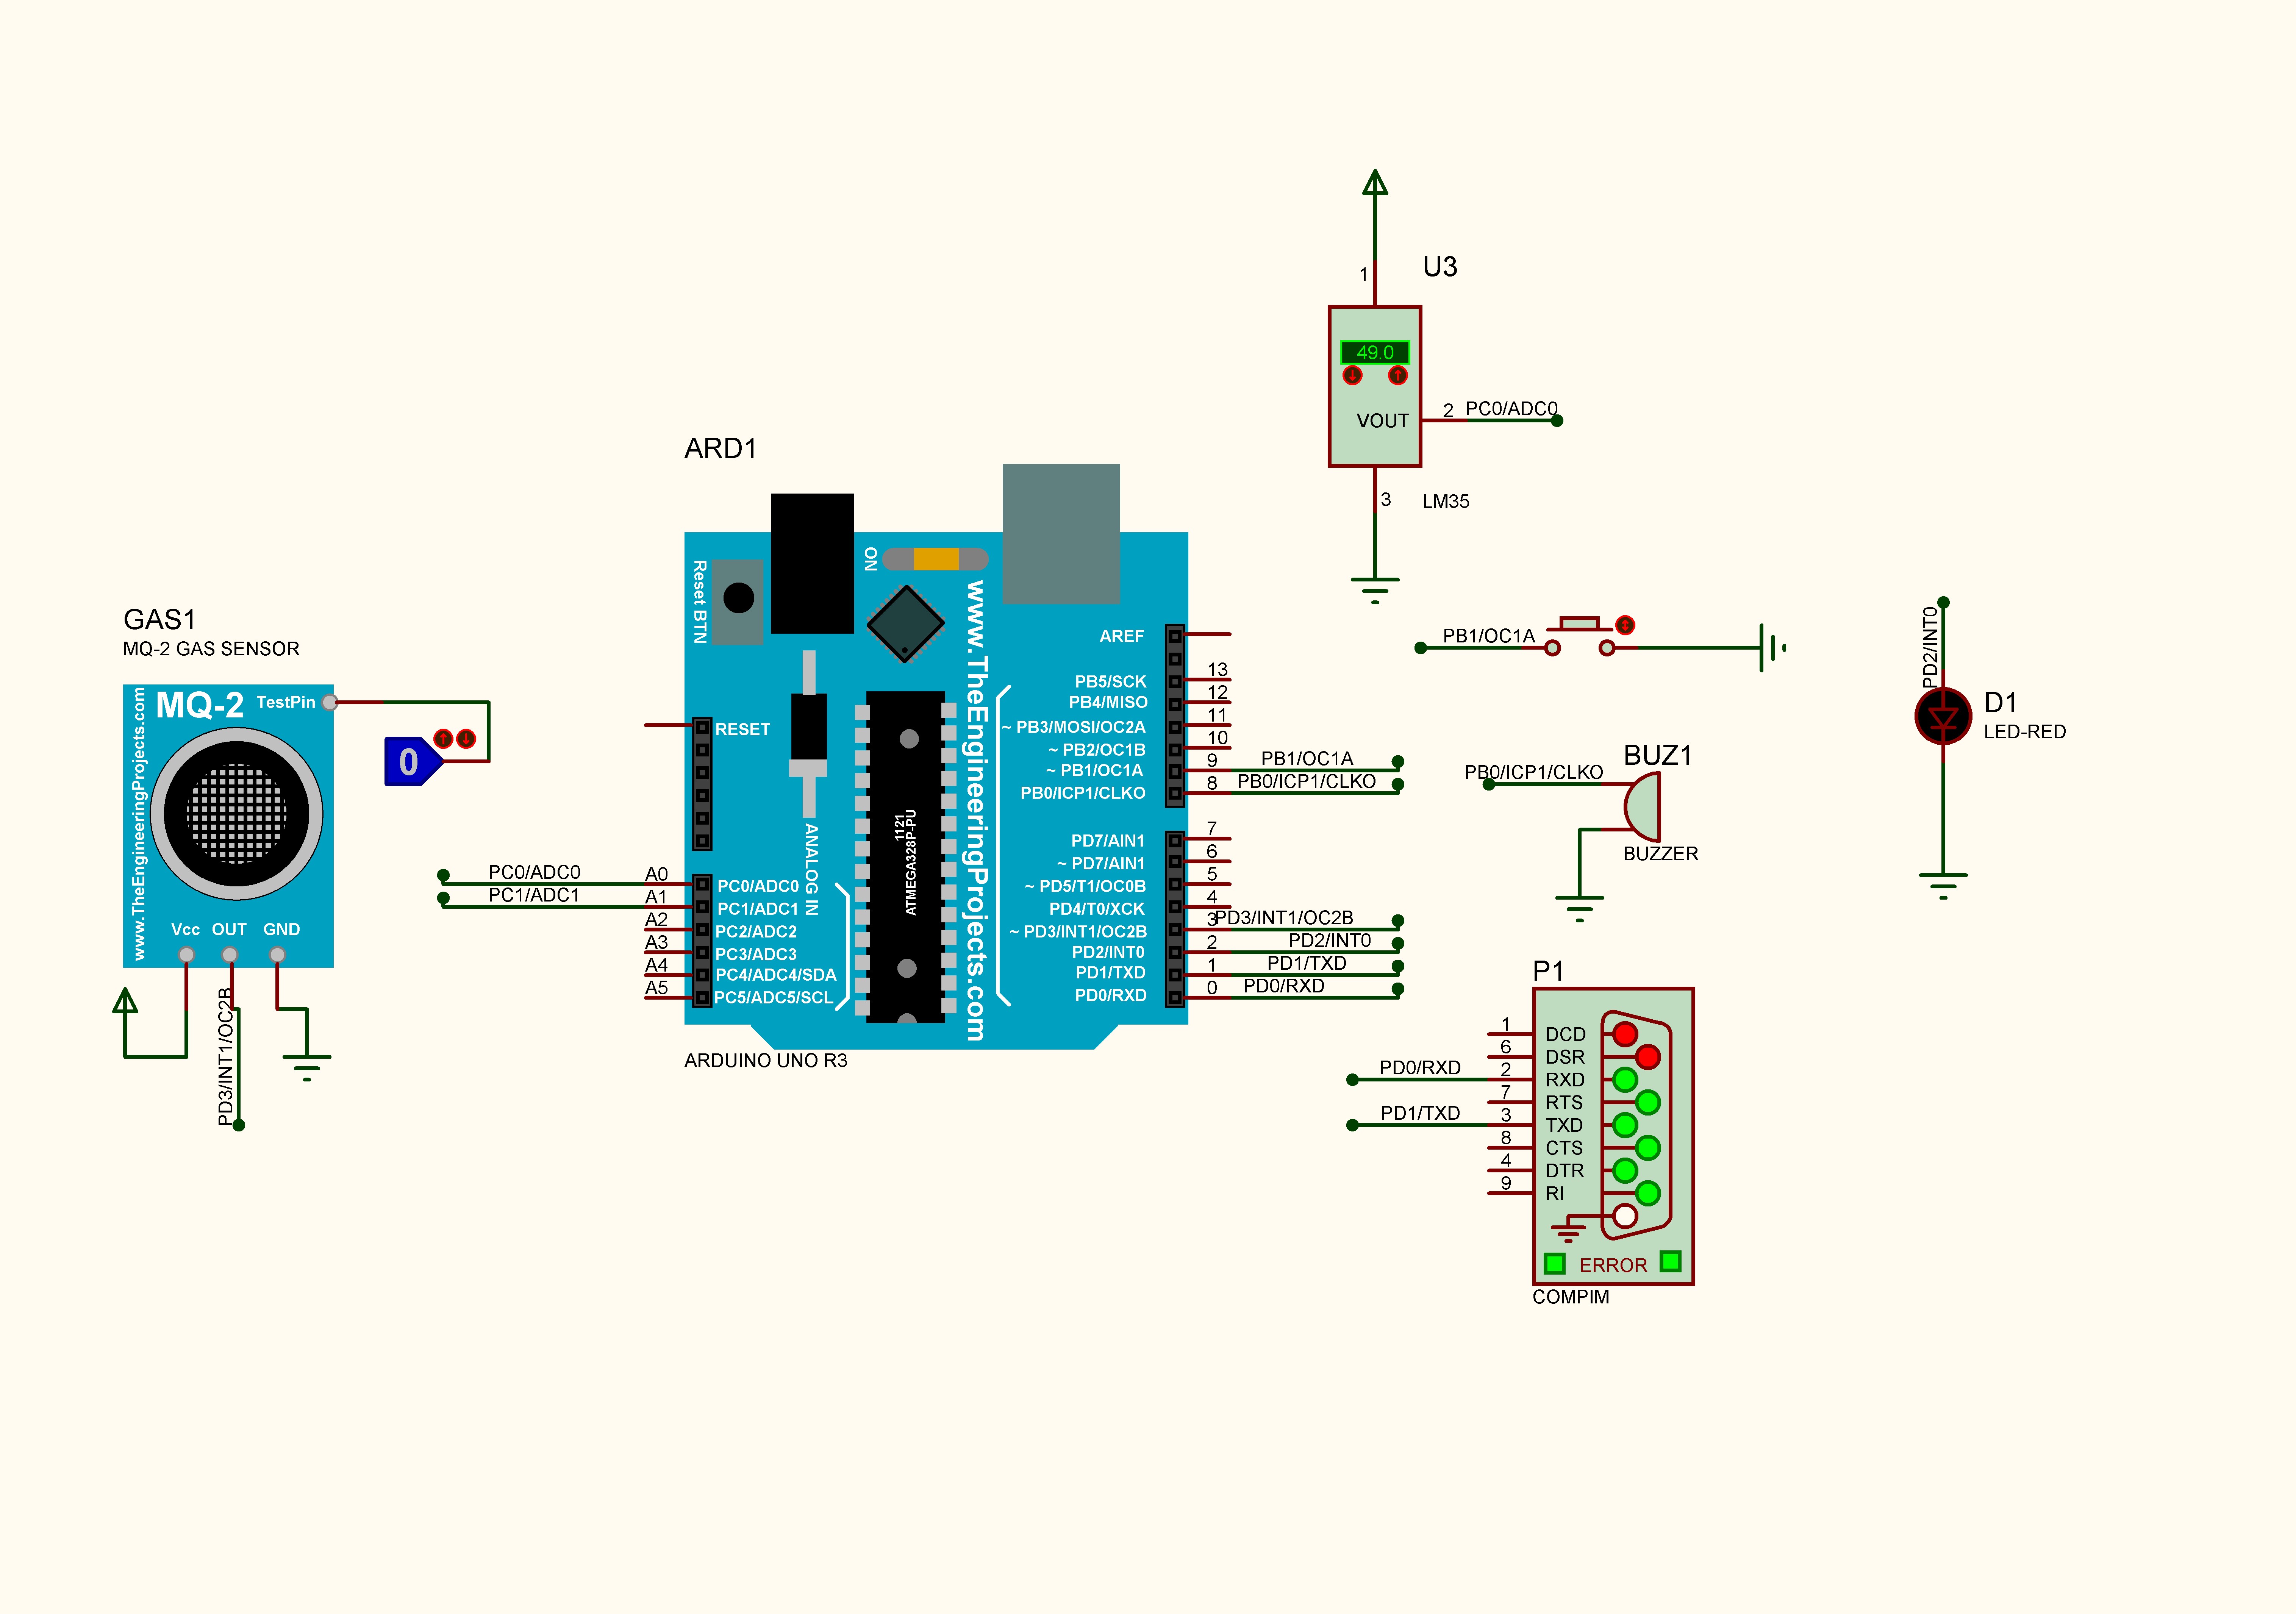 U3
1
49.0
VOUT
2
PC0/ADC0
3
LM35
ARD1
ON
Reset BTN
www.TheEngineeringProjects.com
ANALOG IN
ATMEGA328P-PU
1121
RESET
A0
A1
A2
A3
A4
A5
PC0/ADC0
PC1/ADC1
PC0/ADC0
PC1/ADC1
PC2/ADC2
PC3/ADC3
PC4/ADC4/SDA
PC5/ADC5/SCL
AREF
PB5/SCK
PB4/MISO
~ PB3/MOSI/OC2A
~ PB2/OC1B
~ PB1/OC1A
PB0/ICP1/CLKO
PD7/AIN1
~ PD7/AIN1
~ PD5/T1/OC0B
PD4/T0/XCK
~ PD3/INT1/OC2B
PD2/INT0
PD1/TXD
PD0/RXD
13
12
11
10
9
8
7
6
5
4
3
2
1
0
PB1/OC1A
PB0/ICP1/CLKO
PD3/INT1/OC2B
PD2/INT0
PD1/TXD
PD0/RXD
ARDUINO UNO R3
GAS1
MQ-2 GAS SENSOR
www.TheEngineeringProjects.com
MQ-2
TestPin
0
Vcc OUT GND
PD3/INT1/OC2B
PB1/OC1A
PD2/INT0
D1
LED-RED
BUZ1
PB0/ICP1/CLKO
BUZZER
P1
1 DCD
6 DSR
PD0/RXD 2 RXD
7 RTS
PD1/TXD 3 TXD
8 CTS
4 DTR
9 RI
ERROR
COMPIM